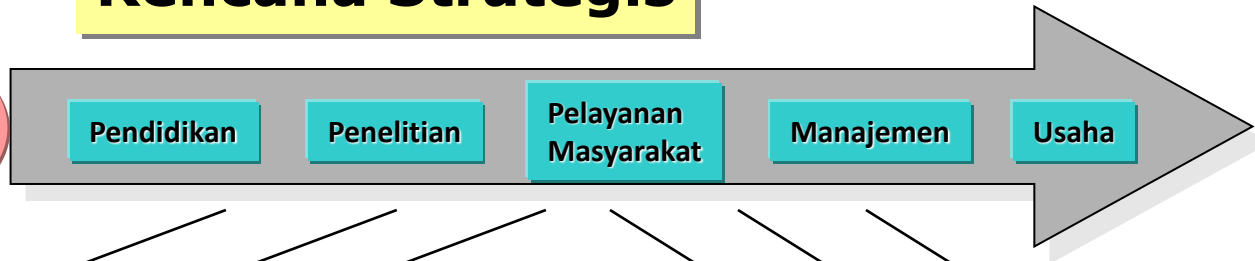 Rencana Strategis
Pendidikan
Penelitian
Pelayanan
Masyarakat
Manajemen
Usaha